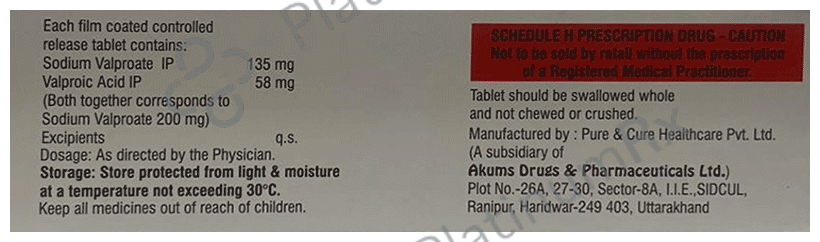 Each film coated controlled
release tablet contains:
Sodium Valproate IP 135 mg
Valproic Acid IP 58 mg
(Both together corresponds to
Sodium Valproate 200 mg)
Excipients q.s.
Dosage: As directed by the Physician.
Storage: Store protected from light & moisture
at a temperature not exceeding 30°C.
Keep all medicines out of reach of children.
SCHEDULE H PRESCRIPTION DRUG - CAUTION
Not to be sold by retail without the prescription
of a Registered Medical Practitioner.
Tablet should be swallowed whole
and not chewed or crushed.
Manufactured by : Pure & Cure Healthcare Pvt. Ltd.
(A subsidiary of
Akums Drugs & Pharmaceuticals Ltd.)
Plot No.-26A, 27-30, Sector-8A, I.I.E.,SIDCUL,
Ranipur, Haridwar-249 403, Uttarakhand
PlatinumRx